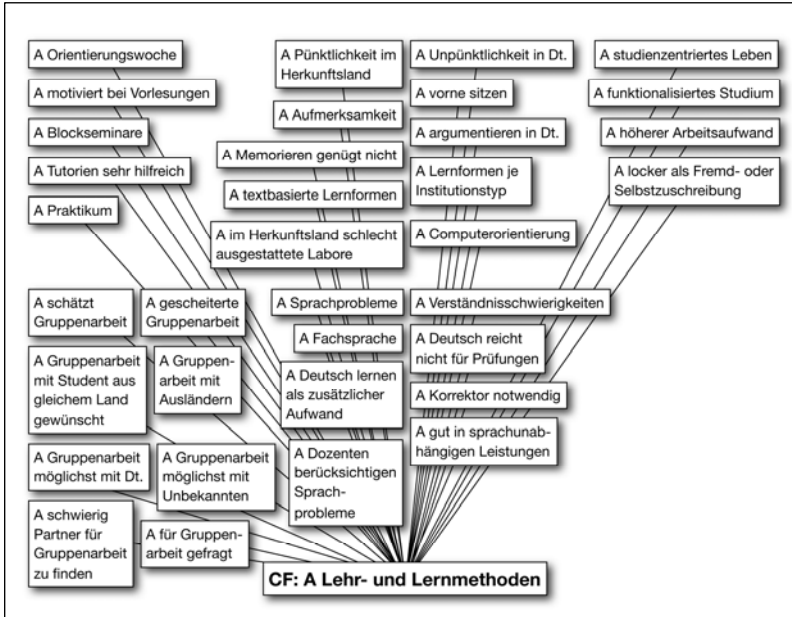 A Orientierungswoche
A motiviert bei Vorlesungen
A Blockseminare
A Tutorien sehr hilfreich
A Praktikum
A Pünktlichkeit im
Herkunftsland
A Aufmerksamkeit
A Memorieren genügt nicht
A textbasierte Lernformen
A im Herkunftsland schlecht
ausgestattete Labore
A Unpünktlichkeit in Dt.
A vorne sitzen
A argumentieren in Dt.
A Lernformen je
Institutionstyp
A Computerorientierung
A studienzentriertes Leben
A funktionalisiertes Studium
A höherer Arbeitsaufwand
A locker als Fremd- oder
Selbstzuschreibung
A schätzt
Gruppenarbeit
A gescheiterte
Gruppenarbeit
A Gruppenarbeit
mit Student aus
gleichem Land
gewünscht
A Gruppen-
arbeit mit
Ausländern
A Gruppenarbeit
möglichst mit Dt.
A Gruppenarbeit
möglichst mit
Unbekannten
A schwierig
Partner für
Gruppenarbeit
zu finden
A für Gruppen-
arbeit gefragt
A Sprachprobleme
A Fachsprache
A Deutsch lernen
als zusätzlicher
Aufwand
A Dozenten
berücksichtigen
Sprach-
probleme
A Verständnisschwierigkeiten
A Deutsch reicht
nicht für Prüfungen
A Korrektor notwendig
A gut in sprachunab-
hängigen Leistungen
CF: A Lehr- und Lernmethoden